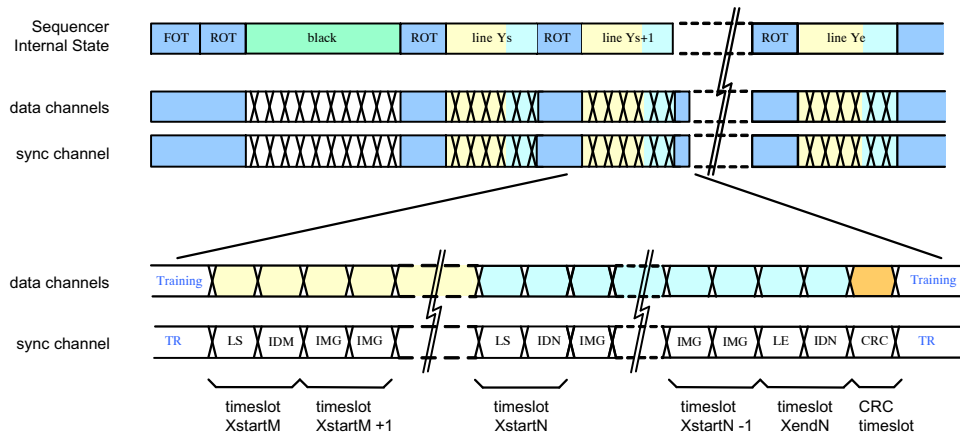 Sequencer
Internal State
FOT ROT black ROT line Ys ROT line Ys+1 ROT line Ye
data channels
sync channel
data channels
Training Training
sync channel
TR LS IDM IMG IMG LS IDN IMG IMG IMG LE IDN CRC TR
timeslot timeslot timeslot timeslot timeslot CRC
XstartM XstartM +1 XstartN XstartN -1 XendN timeslot